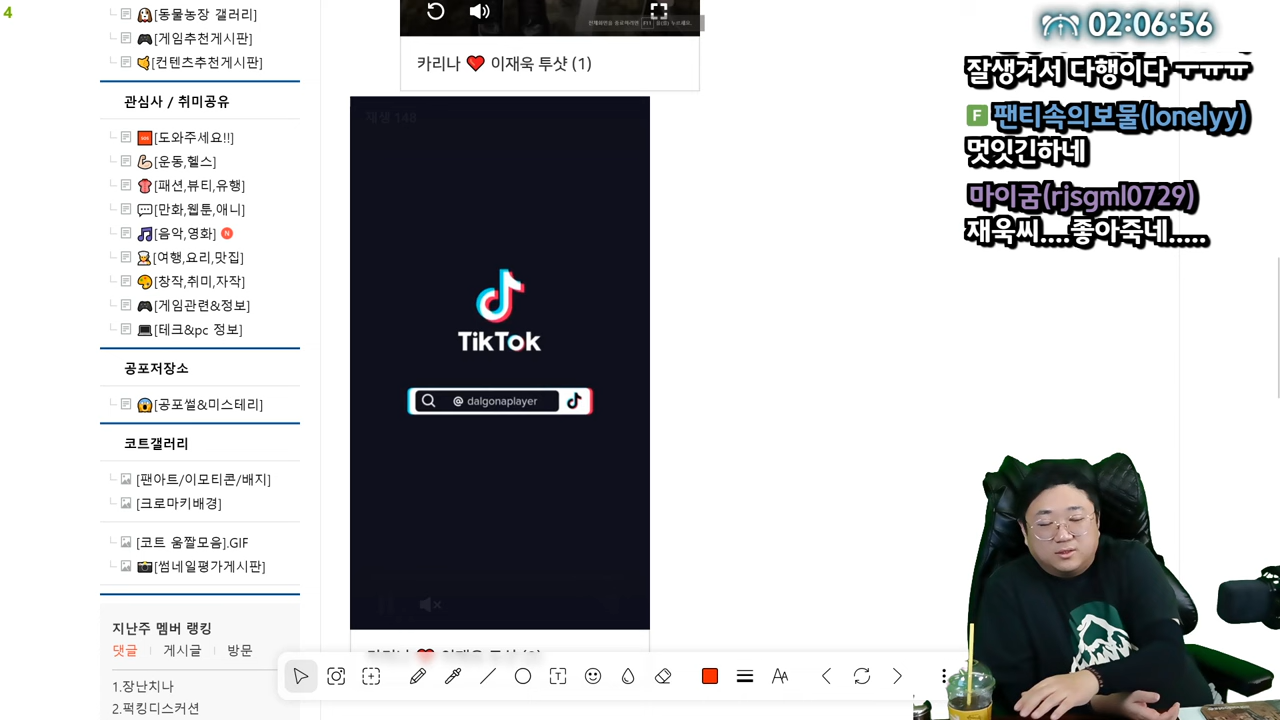 4
[동물농장 갤러리]
[게임추천게시판]
[컨텐츠추천게시판]
관심사 / 취미공유
[도와주세요!!]
[운동,헬스]
[패션,뷰티,유행]
[만화,웹툰,애니]
[음악,영화] N
[여행,요리,맛집]
[창작,취미,자작]
[게임관련&정보]
[테크&pc 정보]
공포저장소
[공포썰&미스테리]
코트갤러리
[팬아트/이모티콘/배지]
[크로마키배경]
[코트 움짤모음].GIF
[썸네일평가게시판]
지난주 멤버 랭킹
댓글 게시글 방문
1.장난치나
2.퍽킹디스커션
카리나 ❤️ 이재욱 투샷 (1)
재생 148
TikTok
@ dalgonaplayer
02:06:56
잘생겨서 다행이다 ㅜㅠㅠ
F 팬티속의보물(lonelyy)
멋잇긴하네
마이굼(rjsgml0729)
재욱씨....좋아죽네.....